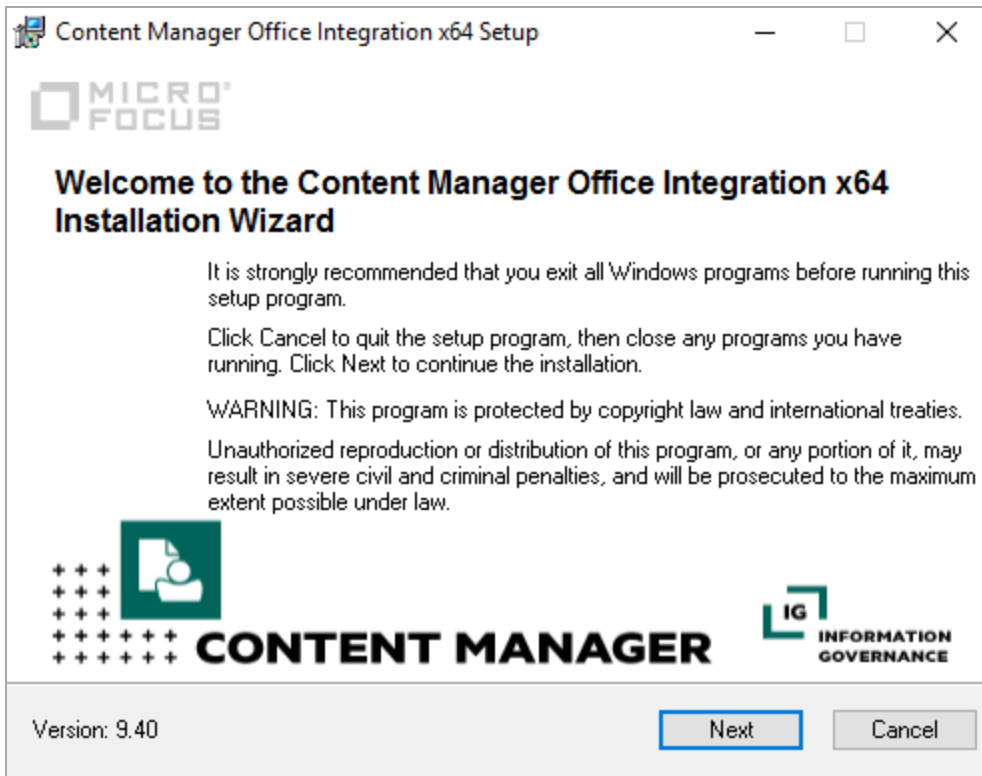 Content Manager Office Integration x64 Setup
MICRO
FOCUS
Welcome to the Content Manager Office Integration x64
Installation Wizard
It is strongly recommended that you exit all Windows programs before running this
setup program.
Click Cancel to quit the setup program, then close any programs you have
running. Click Next to continue the installation.
WARNING: This program is protected by copyright law and international treaties.
Unauthorized reproduction or distribution of this program, or any portion of it, may
result in severe civil and criminal penalties, and will be prosecuted to the maximum
extent possible under law.
CONTENT MANAGER
IG
INFORMATION
GOVERNANCE
Version: 9.40
Next
Cancel